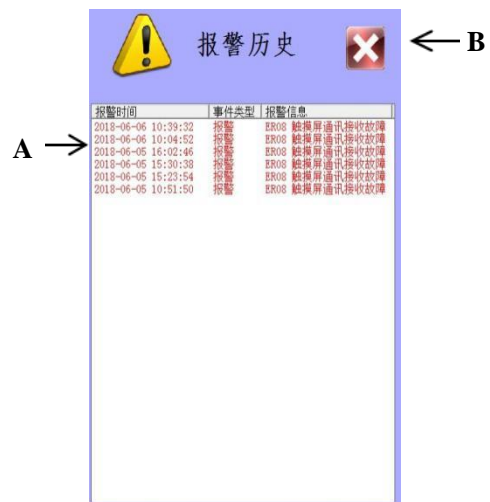 报警历史
B
报警时间 事件类型 报警信息
2018-06-06 10:39:32 报警 ER08 触摸屏通讯接收故障
A
2018-06-06 10:04:52 报警 ER08 触摸屏通讯接收故障
2018-06-05 16:02:46 报警 ER08 触摸屏通讯接收故障
2018-06-05 15:30:38 报警 ER08 触摸屏通讯接收故障
2018-06-05 15:23:54 报警 ER08 触摸屏通讯接收故障
2018-06-05 10:51:50 报警 ER08 触摸屏通讯接收故障